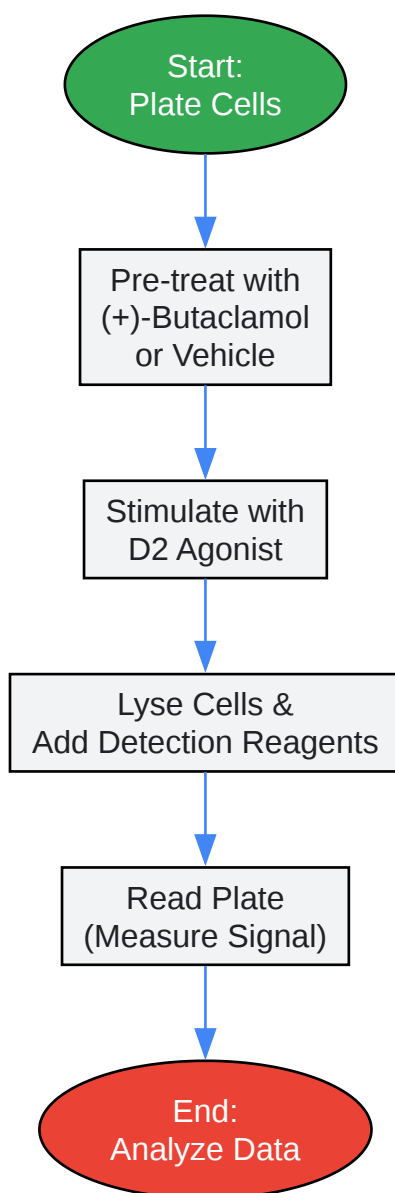 Start:
Plate Cells
Pre-treat with
(+)-Butaclamol
or Vehicle
Stimulate with
D2 Agonist
Lyse Cells &
Add Detection Reagents
Read Plate
(Measure Signal)
End:
Analyze Data